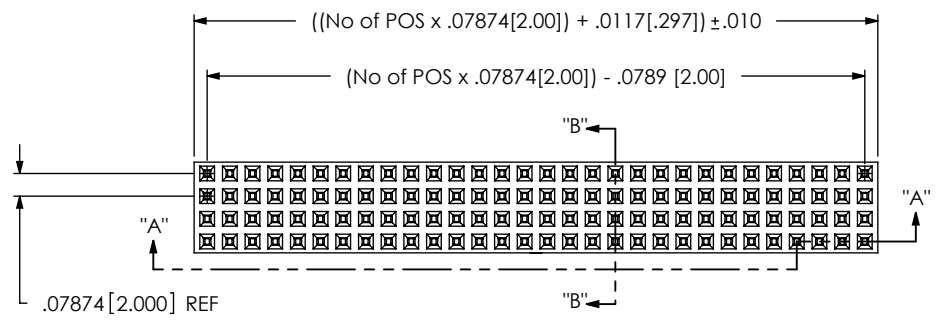 ((No of POS x .07874[2.00]) + .0117[.297]) ±.010
(No of POS x .07874[2.00]) - .0789 [2.00]
"B"
"A"
"A"
"B"
.07874[2.000] REF